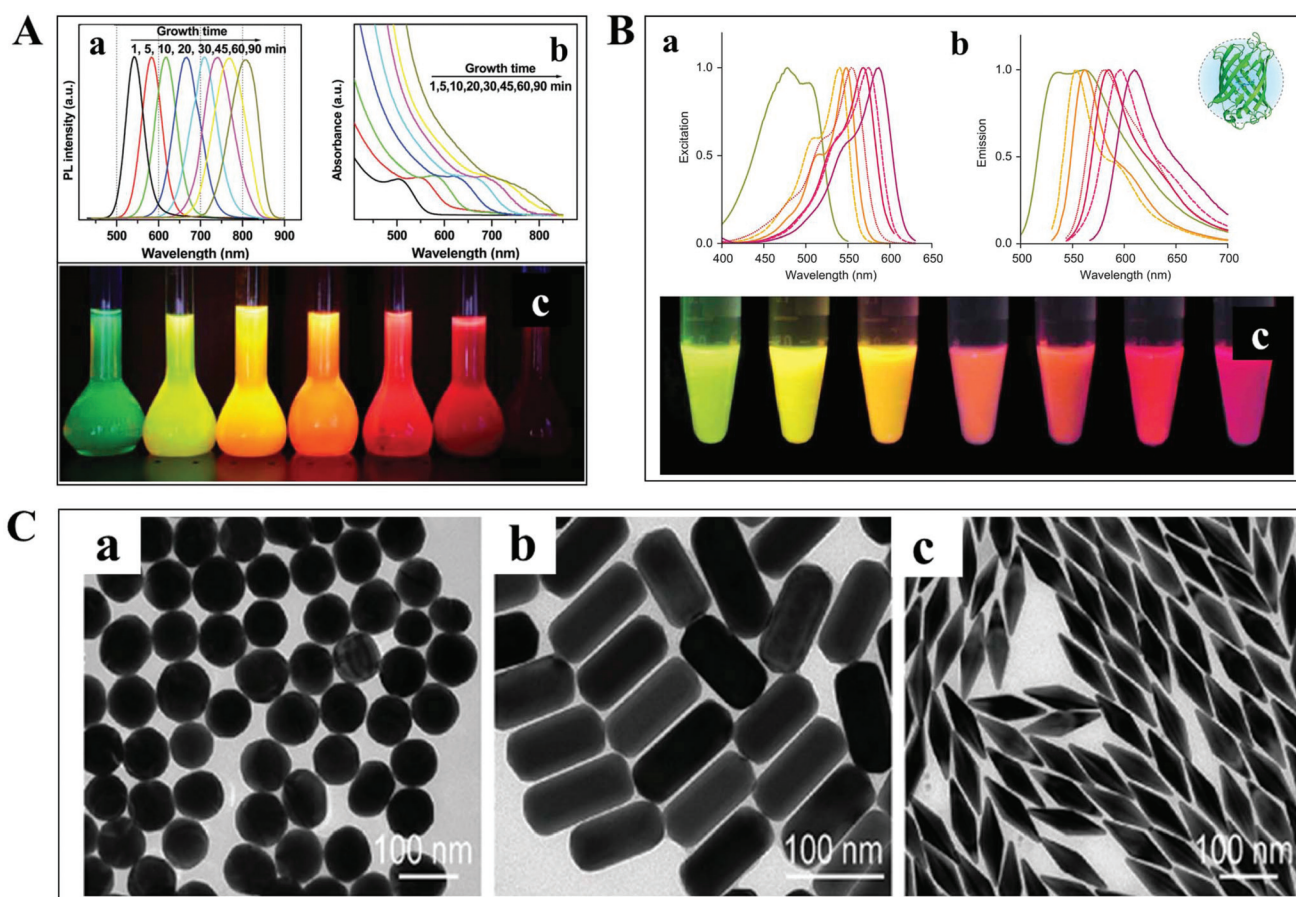 A
a
Growth time
1, 5, 10, 20, 30,45,60,90 min
PL intensity (a.u.)
500 600 700 800 900
Wavelength (nm)
b
Growth time
1,5,10,20,30,45,60,90 min
Absorbance (a.u.)
500 600 700 800
Wavelength (nm)
c
B
a
1.0
0.5
0.0
Excitation
400 450 500 550 600 650
Wavelength (nm)
b
1.0
0.5
0.0
Emission
500 550 600 650 700
Wavelength (nm)
c
C
a
100 nm
b
100 nm
c
100 nm